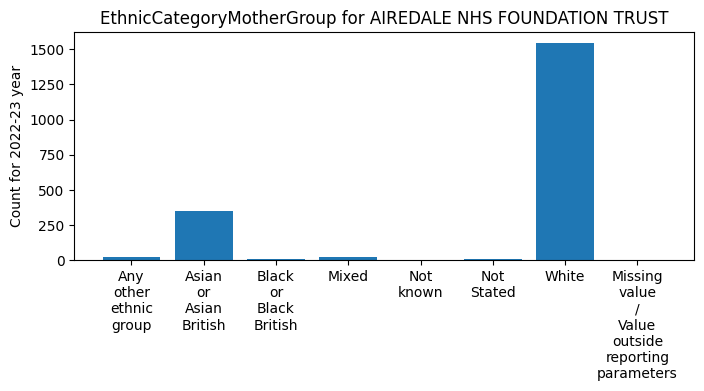 EthnicCategoryMotherGroup for AIREDALE NHS FOUNDATION TRUST
Count for 2022-23 year
1500
1250
1000
750
500
250
0
Any
other
ethnic
group
Asian
or
Asian
British
Black
or
Black
British
Mixed
Not
known
Not
Stated
White
Missing
value
/
Value
outside
reporting
parameters